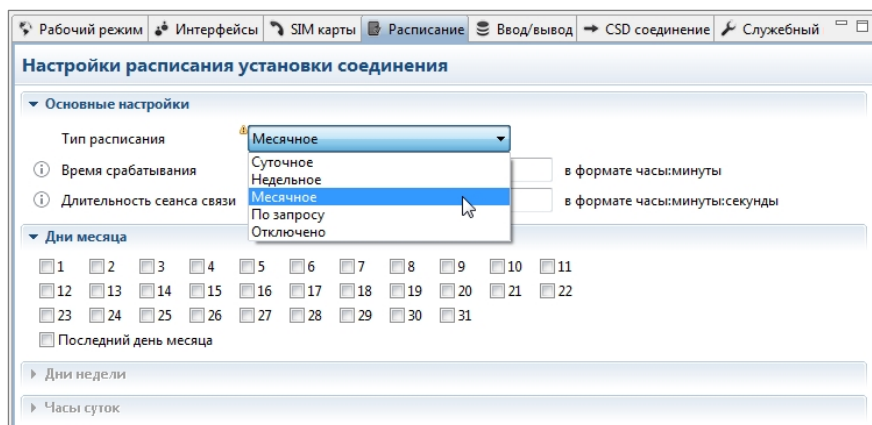 Рабочий режим Интерфейсы SIM карты Расписание Ввод/вывод CSD соединение Служебный
Настройки расписания установки соединения
Основные настройки
Тип расписания Месячное
Суточное
Время срабатывания в формате часы:минуты
Недельное
Месячное
Длительность сеанса связи в формате часы:минуты:секунды
По запросу
Отключено
Дни месяца
1 2 3 4 5 6 7 8 9 10 11
12 13 14 15 16 17 18 19 20 21 22
23 24 25 26 27 28 29 30 31
Последний день месяца
Дни недели
Часы суток